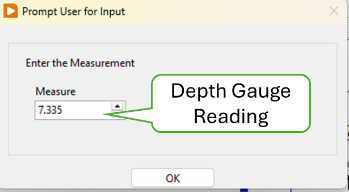 Prompt User for Input
Enter the Measurement
Measure
7.335
Depth Gauge
Reading
OK